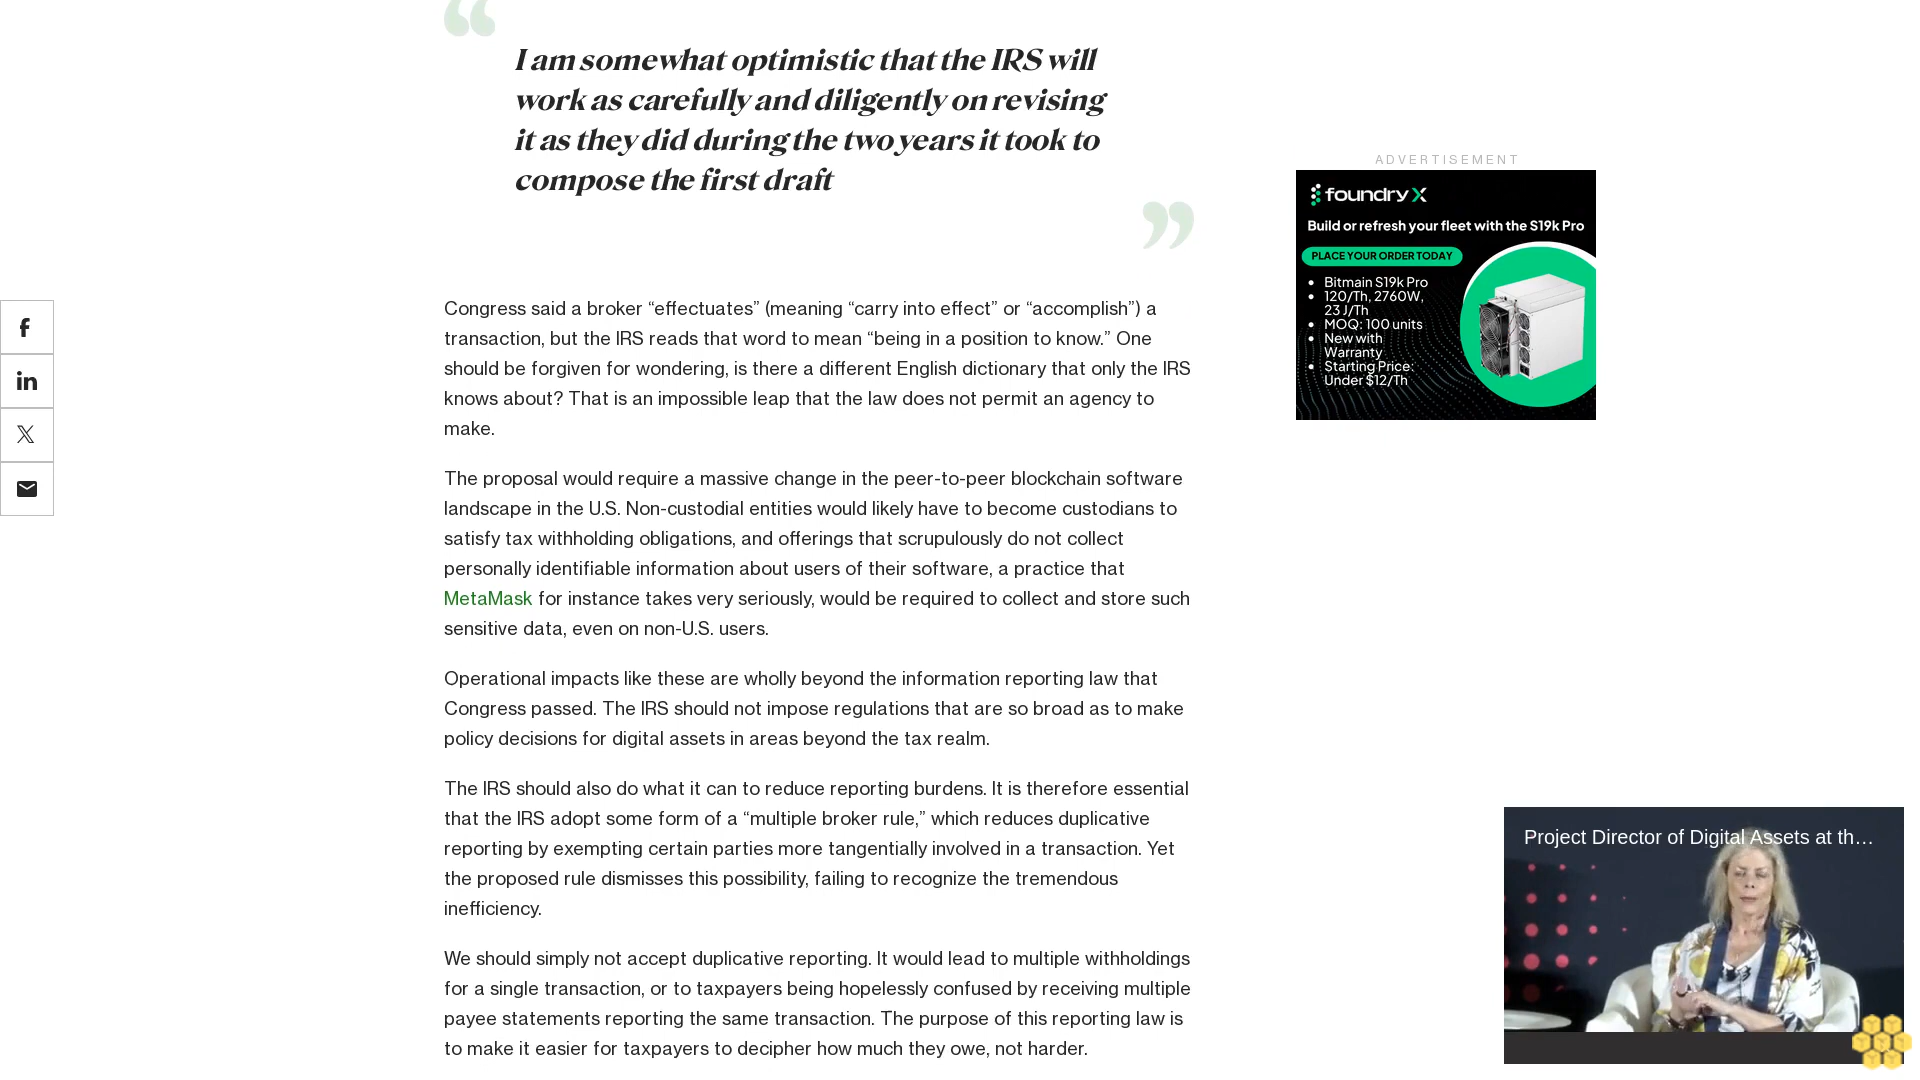 I am somewhat optimistic that the IRS will
work as carefully and diligently on revising
it as they did during the two years it took to
compose the first draft
Congress said a broker “effectuates” (meaning “carry into effect” or “accomplish”) a
transaction, but the IRS reads that word to mean “being in a position to know.” One
should be forgiven for wondering, is there a different English dictionary that only the IRS
knows about? That is an impossible leap that the law does not permit an agency to
make.
The proposal would require a massive change in the peer-to-peer blockchain software
landscape in the U.S. Non-custodial entities would likely have to become custodians to
satisfy tax withholding obligations, and offerings that scrupulously do not collect
personally identifiable information about users of their software, a practice that
MetaMask for instance takes very seriously, would be required to collect and store such
sensitive data, even on non-U.S. users.
Operational impacts like these are wholly beyond the information reporting law that
Congress passed. The IRS should not impose regulations that are so broad as to make
policy decisions for digital assets in areas beyond the tax realm.
The IRS should also do what it can to reduce reporting burdens. It is therefore essential
that the IRS adopt some form of a “multiple broker rule,” which reduces duplicative
reporting by exempting certain parties more tangentially involved in a transaction. Yet
the proposed rule dismisses this possibility, failing to recognize the tremendous
inefficiency.
We should simply not accept duplicative reporting. It would lead to multiple withholdings
for a single transaction, or to taxpayers being hopelessly confused by receiving multiple
payee statements reporting the same transaction. The purpose of this reporting law is
to make it easier for taxpayers to decipher how much they owe, not harder.
ADVERTISEMENT
foundry X
Build or refresh your fleet with the S19k Pro
PLACE YOUR ORDER TODAY
• Bitmain S19k Pro
• 120/Th, 2760W,
23 J/Th
• MOQ: 100 units
• New with
Warranty
• Starting Price:
Under $12/Th
Project Director of Digital Assets at th...